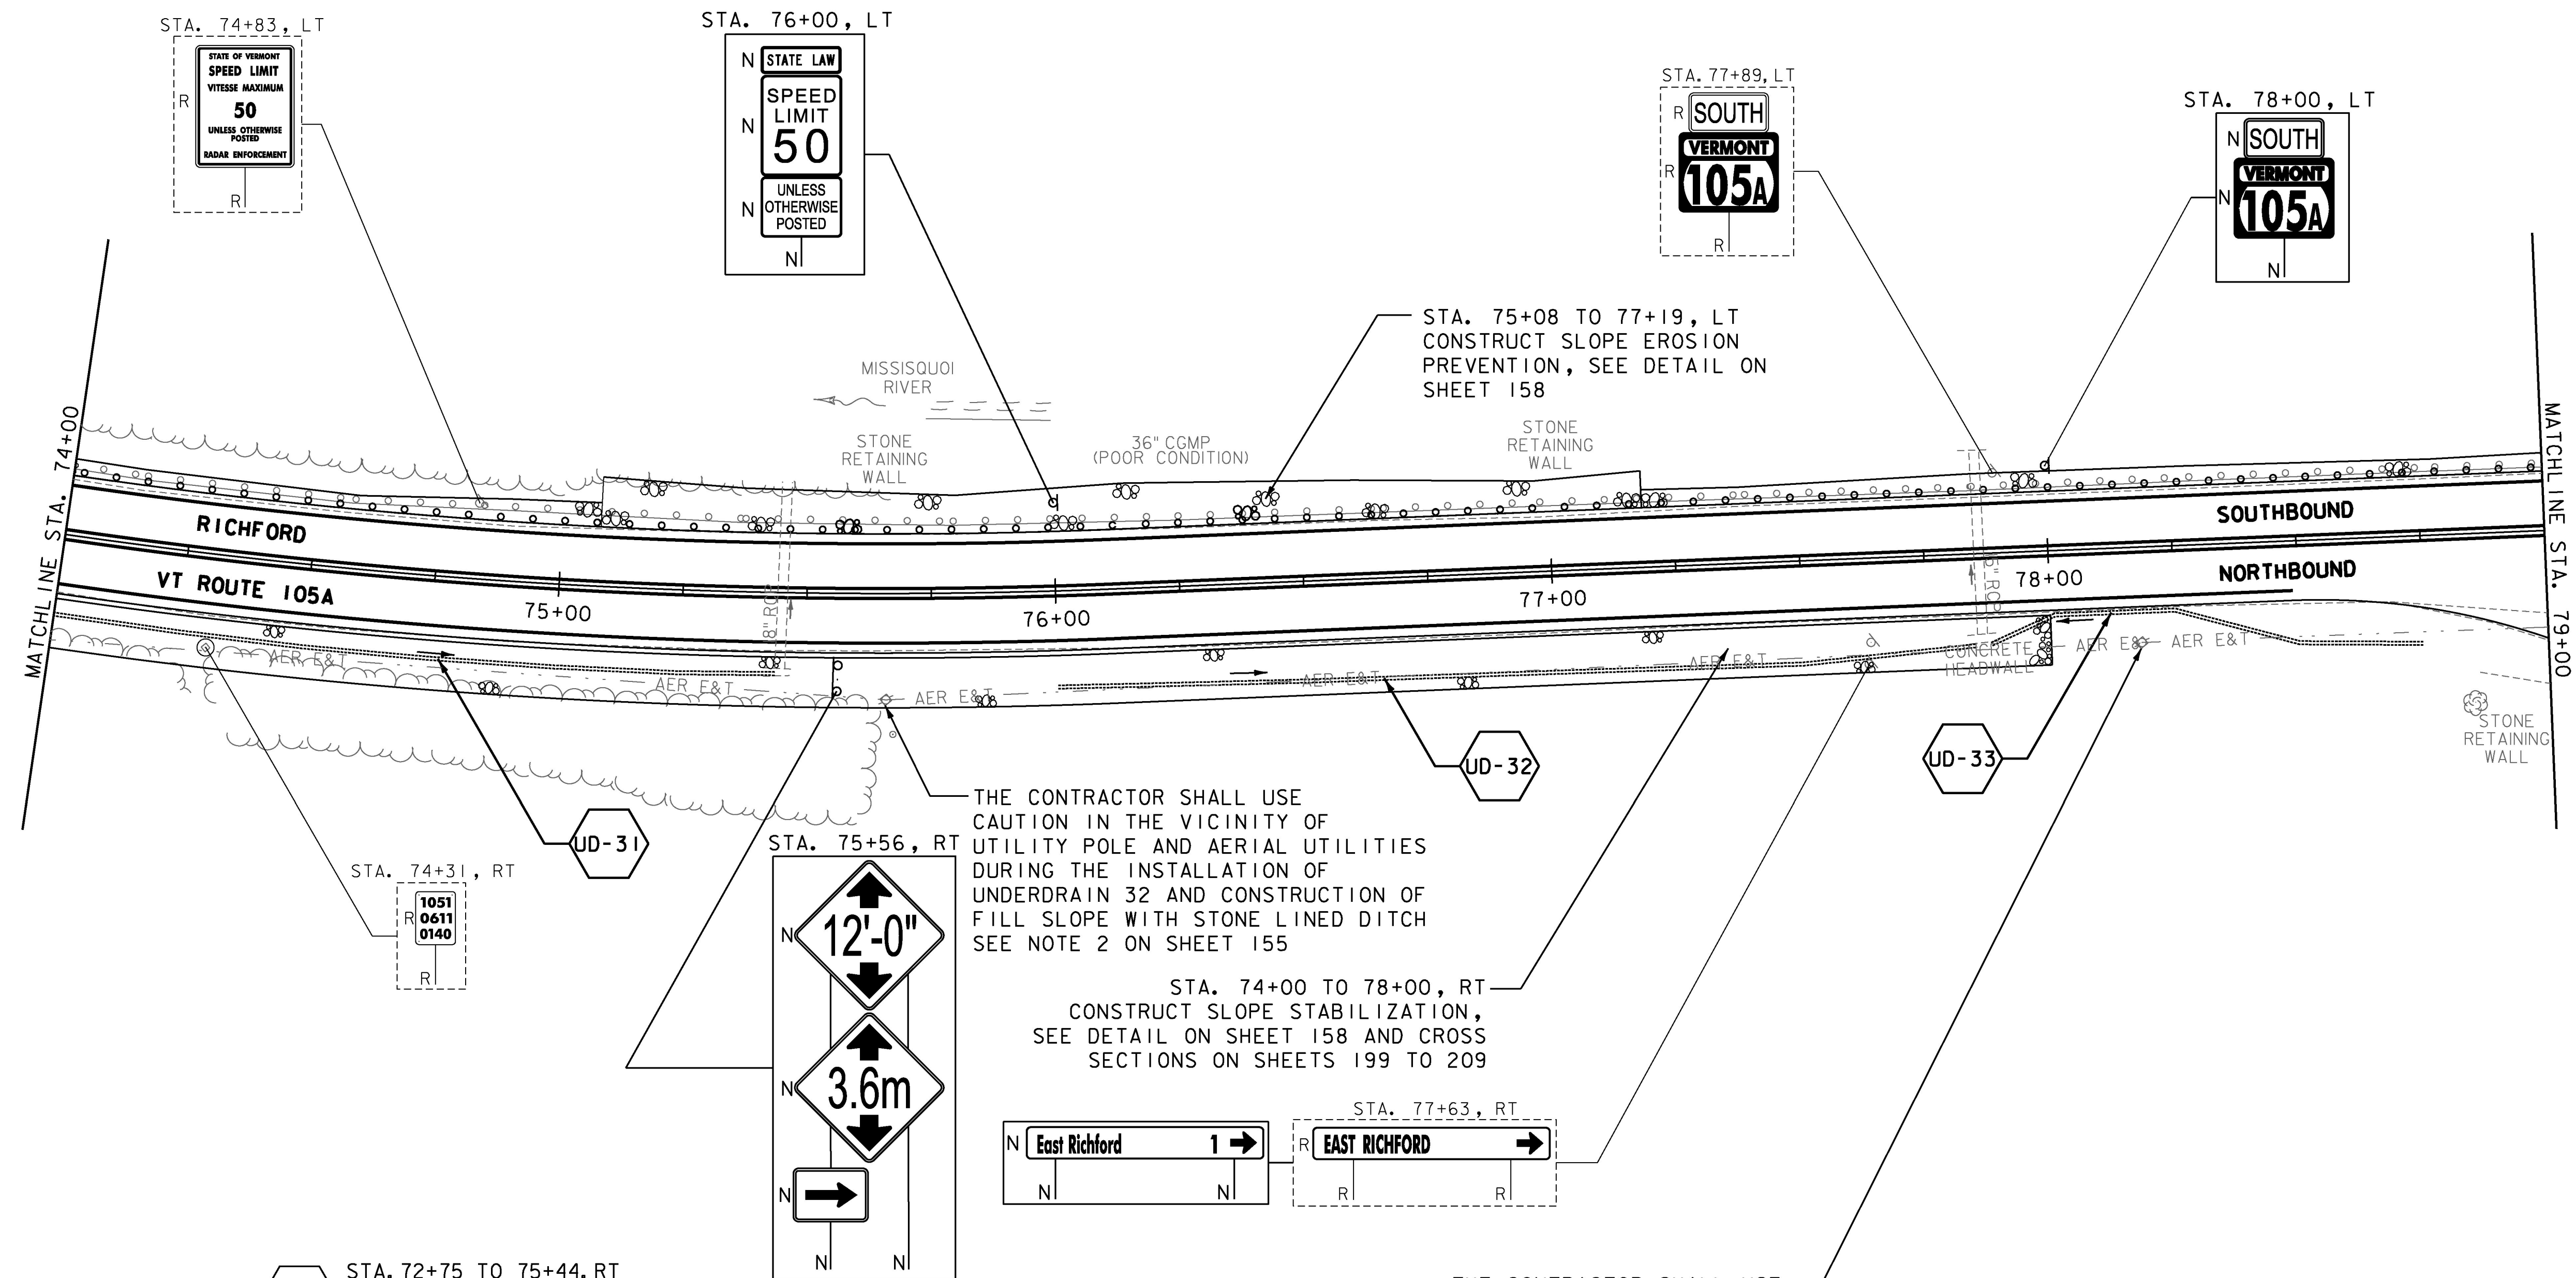 STA. 74+83, LT
STATE OF VERMONT
SPEED LIMIT
VITESSE MAXIMUM
50
UNLESS OTHERWISE
POSTED
RADAR ENFORCEMENT
R
R
STA. 76+00, LT
N STATE LAW
SPEED
LIMIT
50
N
UNLESS
OTHERWISE
POSTED
N
N
STA. 77+89, LT
R SOUTH
VERMONT
R 105A
R
STA. 78+00, LT
N SOUTH
VERMONT
N 105A
N
STA. 75+08 TO 77+19, LT
CONSTRUCT SLOPE EROSION
PREVENTION, SEE DETAIL ON
SHEET 158
MISSISQUOI
RIVER
STONE
RETAINING
WALL
36" CGMP
(POOR CONDITION)
STONE
RETAINING
WALL
MATCHLINE STA. 74+00
MATCHLINE STA. 79+00
RICHFORD
VT ROUTE 105A
SOUTHBOUND
NORTHBOUND
75+00
76+00
77+00
78+00
AER E&T
AER E&T
AER E&T
AER E&T
AER E&T
AER E&T
AER E&T
CONCRETE
HEADWALL
STONE
RETAINING
WALL
UD-31
UD-32
UD-33
THE CONTRACTOR SHALL USE
CAUTION IN THE VICINITY OF
UTILITY POLE AND AERIAL UTILITIES
DURING THE INSTALLATION OF
UNDERDRAIN 32 AND CONSTRUCTION OF
FILL SLOPE WITH STONE LINED DITCH
SEE NOTE 2 ON SHEET 155
STA. 74+31, RT
1051
R 0611
0140
R
STA. 75+56, RT
N 12'-0"
N 3.6m
N
N N
STA. 74+00 TO 78+00, RT
CONSTRUCT SLOPE STABILIZATION,
SEE DETAIL ON SHEET 158 AND CROSS
SECTIONS ON SHEETS 199 TO 209
N East Richford 1
N N
STA. 77+63, RT
R EAST RICHFORD
R R
STA. 72+75 TO 75+44, RT